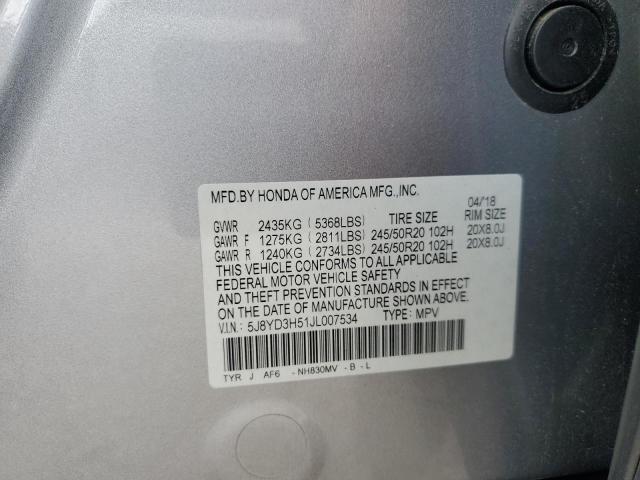 MFD.BY HONDA OF AMERICA MFG.,INC. 04/18
GVWR 2435KG (5368LBS) TIRE SIZE RIM SIZE
GAWR F 1275KG (2811LBS) 245/50R20 102H 20X8.0J
GAWR R 1240KG (2734LBS) 245/50R20 102H 20X8.0J
THIS VEHICLE CONFORMS TO ALL APPLICABLE
FEDERAL MOTOR VEHICLE SAFETY
AND THEFT PREVENTION STANDARDS IN EFFECT
ON THE DATE OF MANUFACTURE SHOWN ABOVE.
V.I.N.: 5J8YD3H51JL007534 TYPE: MPV
TYR J AF6 -NH830MV -B -L